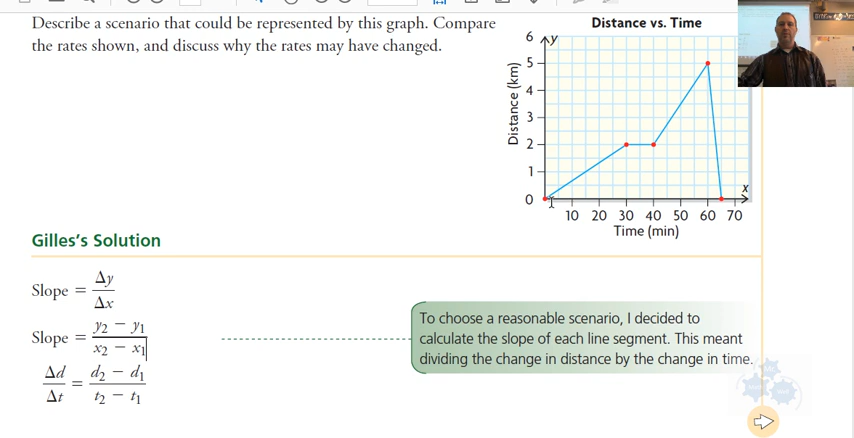 Describe a scenario that could be represented by this graph. Compare
the rates shown, and discuss why the rates may have changed.
Distance vs. Time
y
6
5
4
3
2
1
0
Distance (km)
x
10 20 30 40 50 60 70
Time (min)
Gilles's Solution
Slope = Δy / Δx
Slope = y2 − y1 / x2 − x1
Δd / Δt = d2 − d1 / t2 − t1
To choose a reasonable scenario, I decided to
calculate the slope of each line segment. This meant
dividing the change in distance by the change in time.